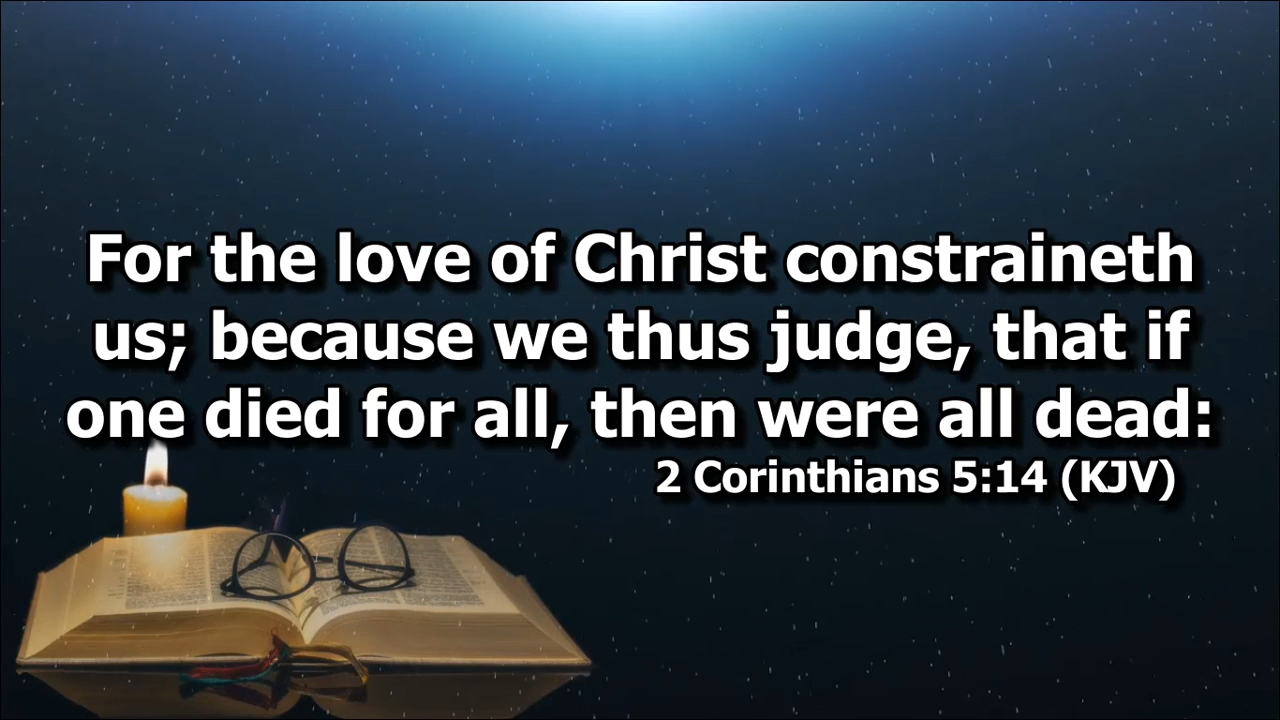 For the love of Christ constraineth
us; because we thus judge, that if
one died for all, then were all dead:
2 Corinthians 5:14 (KJV)